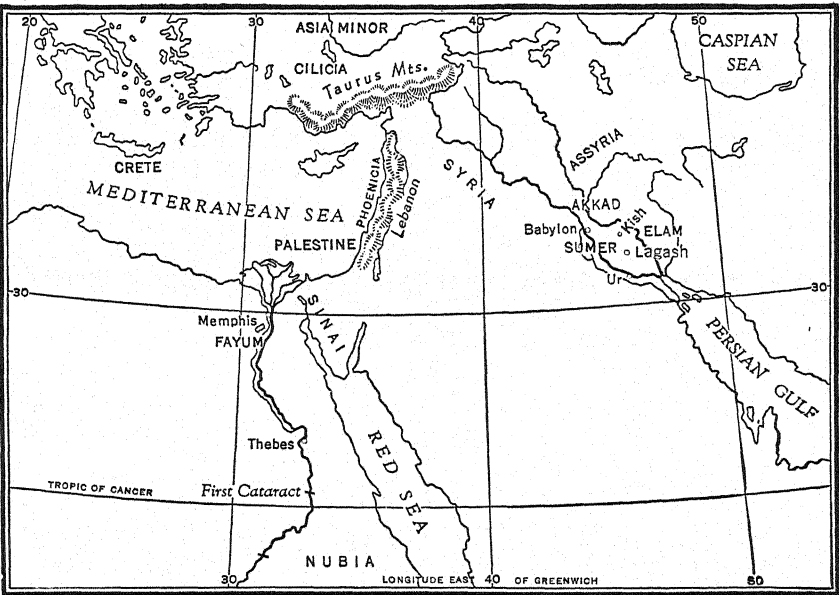 20
30
40
50
ASIA MINOR
CASPIAN
SEA
CILICIA
Taurus Mts.
CRETE
ASSYRIA
SYRIA
PHOENICIA
Lebanon
MEDITERRANEAN SEA
AKKAD
Kish
Babylon
ELAM
PALESTINE
SUMER
Lagash
Ur
30
30
SINAI
Memphis
FAYUM
PERSIAN GULF
Thebes
RED SEA
TROPIC OF CANCER
First Cataract
NUBIA
30
LONGITUDE EAST 40 OF GREENWICH
50